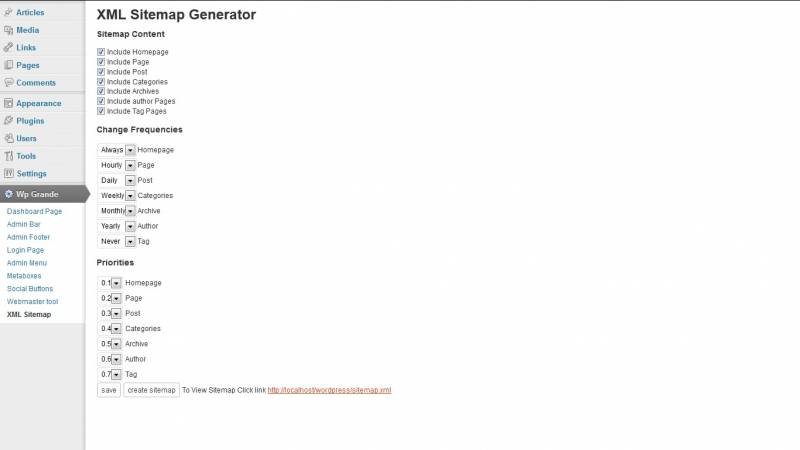 Articles
Media
Links
Pages
Comments
Appearance
Plugins
Users
Tools
Settings
Wp Grande
Dashboard Page
Admin Bar
Admin Footer
Login Page
Admin Menu
Metaboxes
Social Buttons
Webmaster tool
XML Sitemap
XML Sitemap Generator
Sitemap Content
Include Homepage
Include Page
Include Post
Include Categories
Include Archives
Include author Pages
Include Tag Pages
Change Frequencies
Always Homepage
Hourly Page
Daily Post
Weekly Categories
Monthly Archive
Yearly Author
Never Tag
Priorities
0.1 Homepage
0.2 Page
0.3 Post
0.4 Categories
0.5 Archive
0.6 Author
0.7 Tag
save create sitemap To View Sitemap Click link http://localhost/wordpress/sitemap.xml